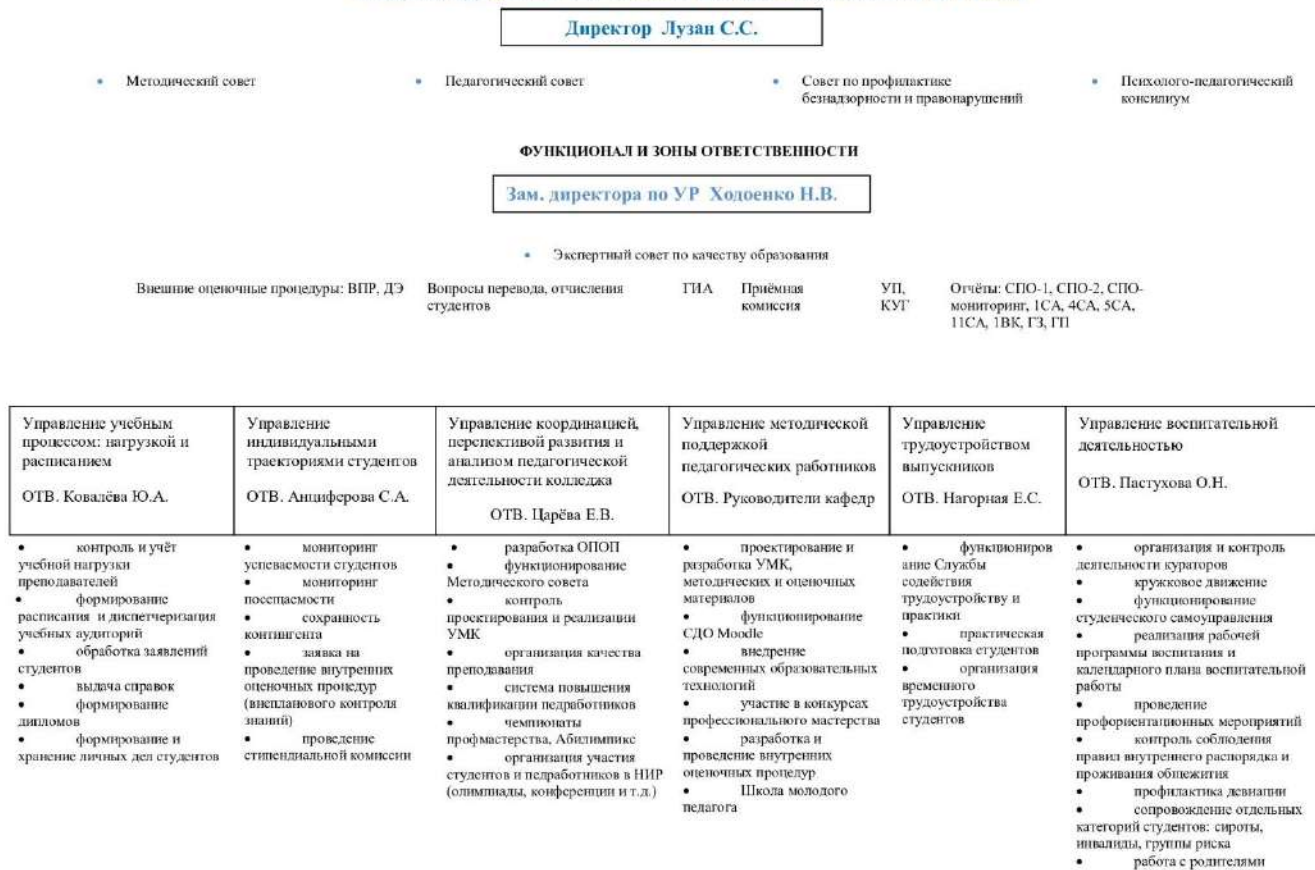 Директор Лузан С.С.
• Методический совет
• Педагогический совет
• Совет по профилактике
безнадзорности и правонарушений
• Психолого-педагогический
консилиум
ФУНКЦИОНАЛ И ЗОНЫ ОТВЕТСТВЕННОСТИ
Зам. директора по УР Ходоенко Н.В.
• Экспертный совет по качеству образования
Внешние оценочные процедуры: ВПР, ДЭ
Вопросы перевода, отчисления
студентов
ГИА
Приёмная
комиссия
УП,
КУГ
Отчёты: СПО-1, СПО-2, СПО-
мониторинг, 1СА, 4СА, 5СА,
11СА, 1ВК, ГЗ, ГП
Управление учебным
процессом: нагрузкой и
расписанием
ОТВ. Ковалёва Ю.А.
Управление
индивидуальными
траекториями студентов
ОТВ. Анциферова С.А.
Управление координацией,
перспективой развития и
анализом педагогической
деятельности колледжа
ОТВ. Царёва Е.В.
Управление методической
поддержкой
педагогических работников
ОТВ. Руководители кафедр
Управление
трудоустройством
выпускников
ОТВ. Нагорная Е.С.
Управление воспитательной
деятельностью
ОТВ. Пастухова О.Н.
• контроль и учёт
учебной нагрузки
преподавателей
• формирование
расписания и диспетчеризация
учебных аудиторий
• обработка заявлений
студентов
• выдача справок
• формирование
дипломов
• формирование и
хранение личных дел студентов
• мониторинг
успеваемости студентов
• мониторинг
посещаемости
• сохранность
контингента
• заявка на
проведение внутренних
оценочных процедур
(внепланового контроля
знаний)
• проведение
стипендиальной комиссии
• разработка ОПОП
• функционирование
Методического совета
• контроль
проектирования и реализации
УМК
• организация качества
преподавания
• система повышения
квалификации педработников
• чемпионаты
профмастерства, Абилимпикс
• организация участия
студентов и педработников в НИР
(олимпиады, конференции и т.д.)
• проектирование и
разработка УМК,
методических и оценочных
материалов
• функционирование
СДО Moodle
• внедрение
современных образовательных
технологий
• участие в конкурсах
профессионального мастерства
• разработка и
проведение внутренних
оценочных процедур
• Школа молодого
педагога
• функциониров
ание Службы
содействия
трудоустройству и
практики
• практическая
подготовка студентов
• организация
временного
трудоустройства
студентов
• организация и контроль
деятельности кураторов
• кружковое движение
• функционирование
студенческого самоуправления
• реализация рабочей
программы воспитания и
календарного плана воспитательной
работы
• проведение
профориентационных мероприятий
• контроль соблюдения
правил внутреннего распорядка и
проживания общежития
• профилактика девиации
• сопровождение отдельных
категорий студентов: сироты,
инвалиды, группы риска
• работа с родителями